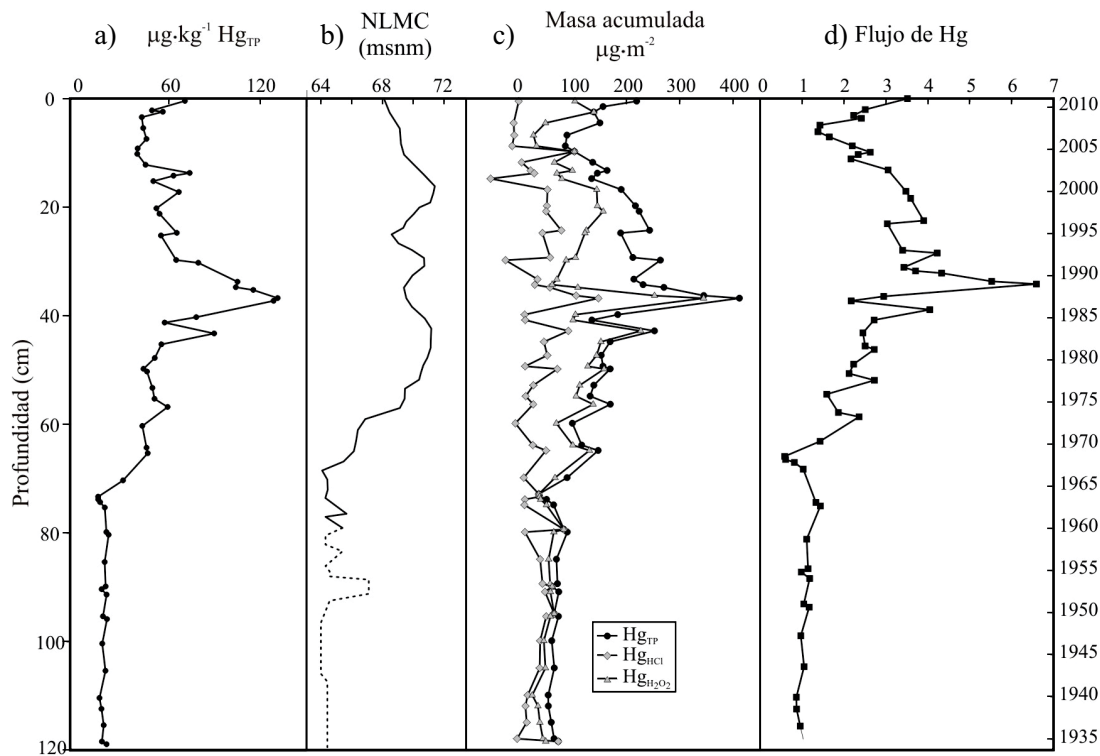 a) µg·kg⁻¹ Hg_TP
b) NLMC
(msnm)
c) Masa acumulada
µg·m⁻²
d) Flujo de Hg
0 60 120
64 68 72
0 100 200 300 400
0 1 2 3 4 5 6 7
Profundidad (cm)
0
20
40
60
80
100
120
2010
2005
2000
1995
1990
1985
1980
1975
1970
1965
1960
1955
1950
1945
1940
1935
Hg_TP
Hg_HCl
Hg_H₂O₂